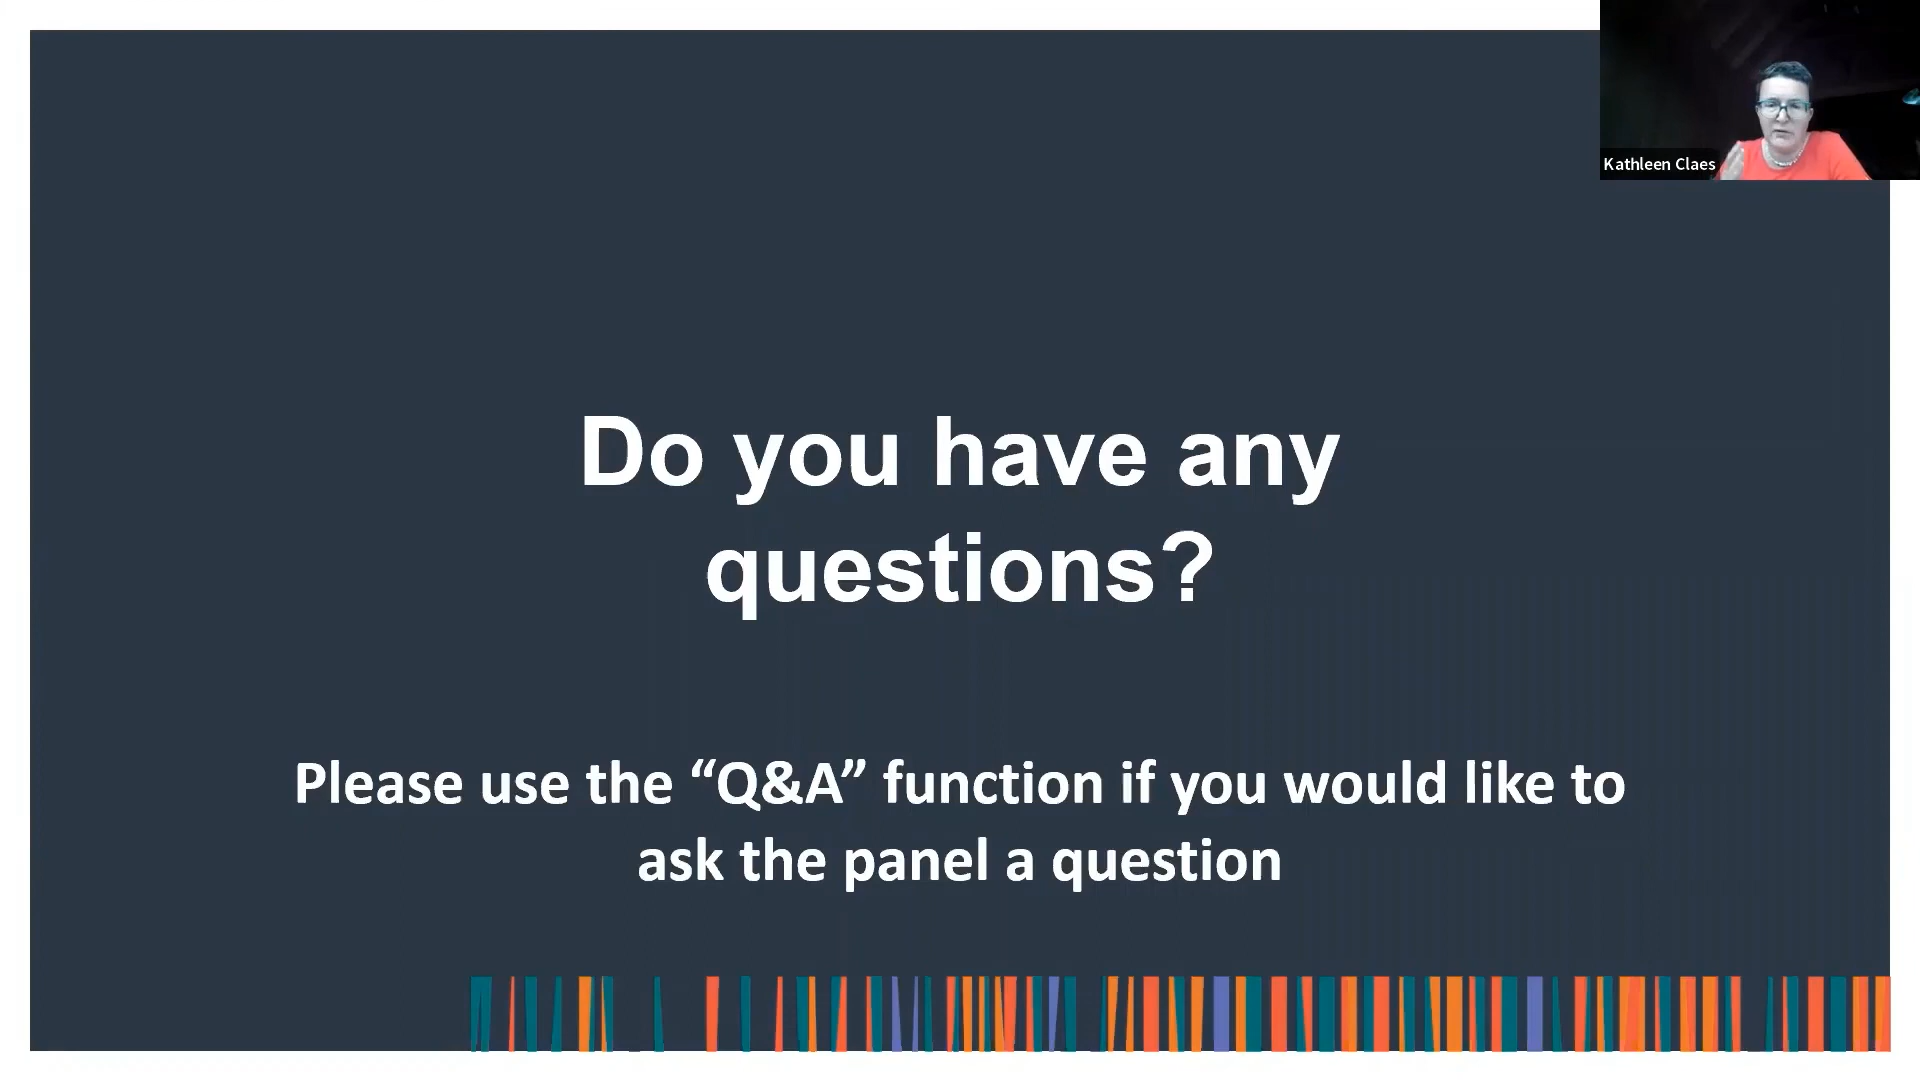 Kathleen Claes
Do you have any
questions?
Please use the “Q&A” function if you would like to
ask the panel a question